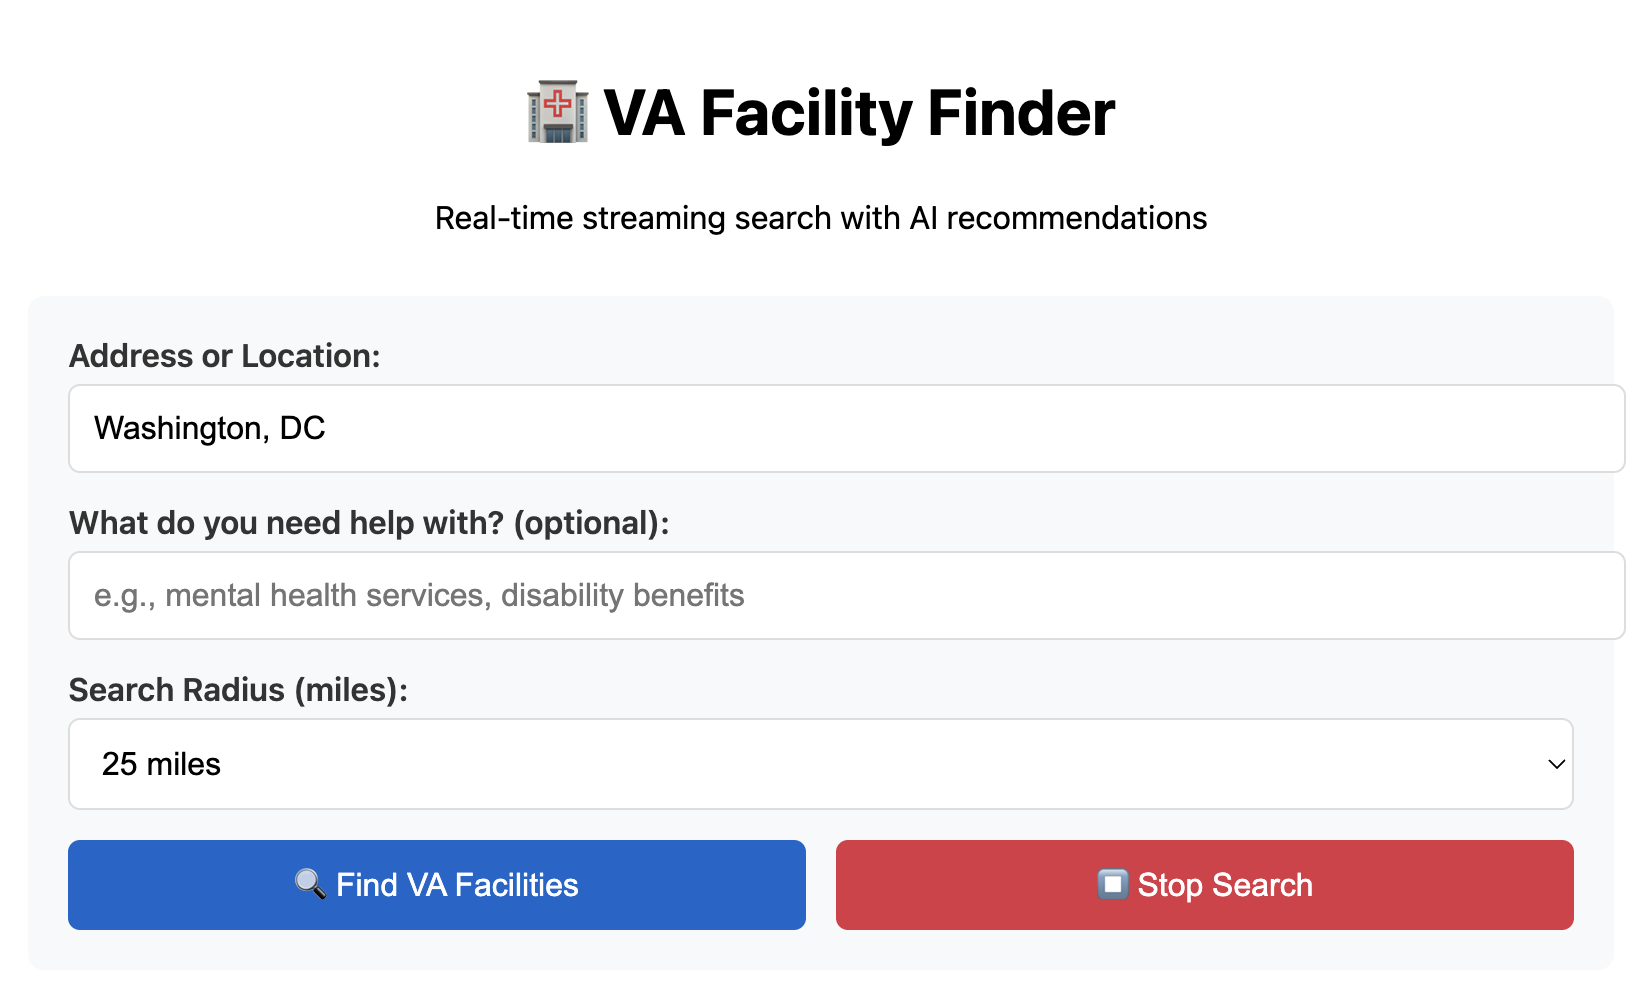 VA Facility Finder
Real-time streaming search with AI recommendations
Address or Location:
Washington, DC
What do you need help with? (optional):
e.g., mental health services, disability benefits
Search Radius (miles):
25 miles
🔍 Find VA Facilities
⏹️ Stop Search